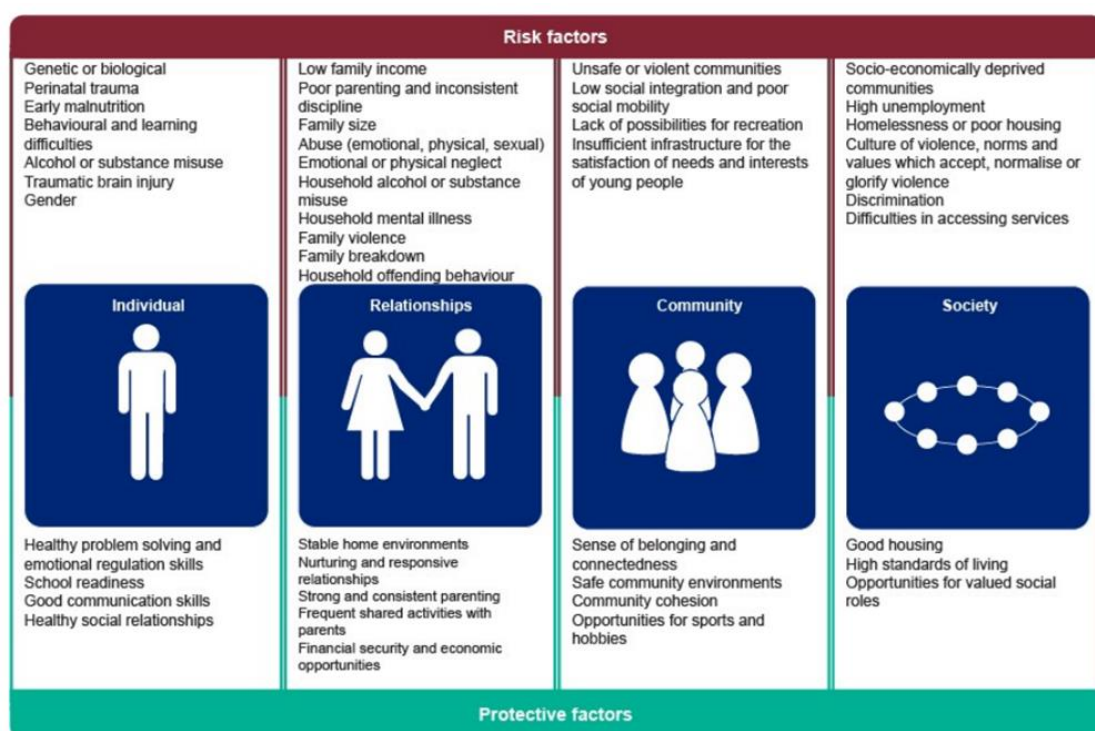 Risk factors
Genetic or biological
Perinatal trauma
Early malnutrition
Behavioural and learning
difficulties
Alcohol or substance misuse
Traumatic brain injury
Gender
Low family income
Poor parenting and inconsistent
discipline
Family size
Abuse (emotional, physical, sexual)
Emotional or physical neglect
Household alcohol or substance
misuse
Household mental illness
Family violence
Family breakdown
Household offending behaviour
Unsafe or violent communities
Low social integration and poor
social mobility
Lack of possibilities for recreation
Insufficient infrastructure for the
satisfaction of needs and interests
of young people
Socio-economically deprived
communities
High unemployment
Homelessness or poor housing
Culture of violence, norms and
values which accept, normalise or
glorify violence
Discrimination
Difficulties in accessing services
Individual
Relationships
Community
Society
Healthy problem solving and
emotional regulation skills
School readiness
Good communication skills
Healthy social relationships
Stable home environments
Nurturing and responsive
relationships
Strong and consistent parenting
Frequent shared activities with
parents
Financial security and economic
opportunities
Sense of belonging and
connectedness
Safe community environments
Community cohesion
Opportunities for sports and
hobbies
Good housing
High standards of living
Opportunities for valued social
roles
Protective factors